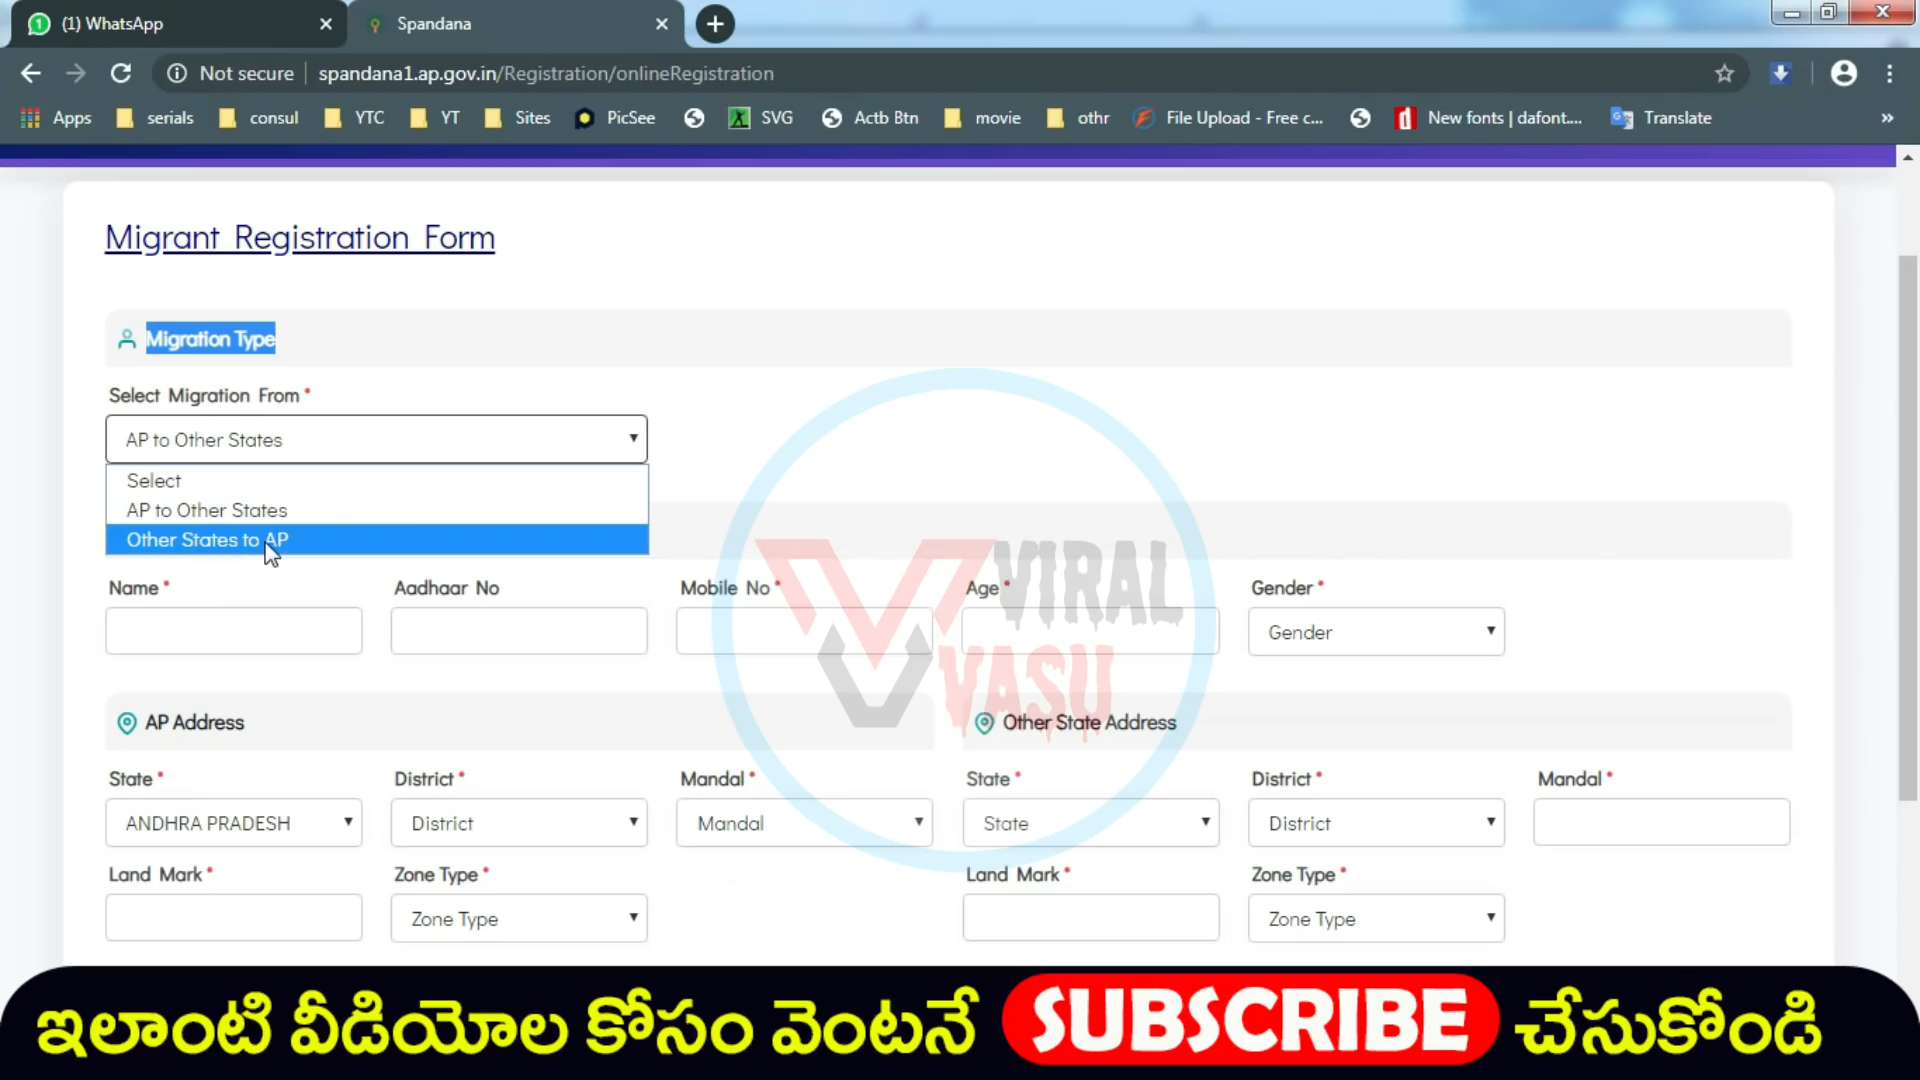 (1) WhatsApp
Spandana
Not secure spandana1.ap.gov.in/Registration/onlineRegistration
Apps serials consul YTC YT Sites PicSee SVG Actb Btn movie othr File Upload - Free c... New fonts | dafont.... Translate »
Migrant Registration Form
Migration Type
Select Migration From *
AP to Other States
Select
AP to Other States
Other States to AP
Name * Aadhaar No Mobile No * Age * Gender *
Gender
VIRAL
VASU
AP Address Other State Address
State * District * Mandal * State * District * Mandal *
ANDHRA PRADESH District Mandal State District
Land Mark * Zone Type * Land Mark * Zone Type *
Zone Type Zone Type
ఇలాంటి వీడియోల కోసం వెంటనే SUBSCRIBE చేసుకోండి